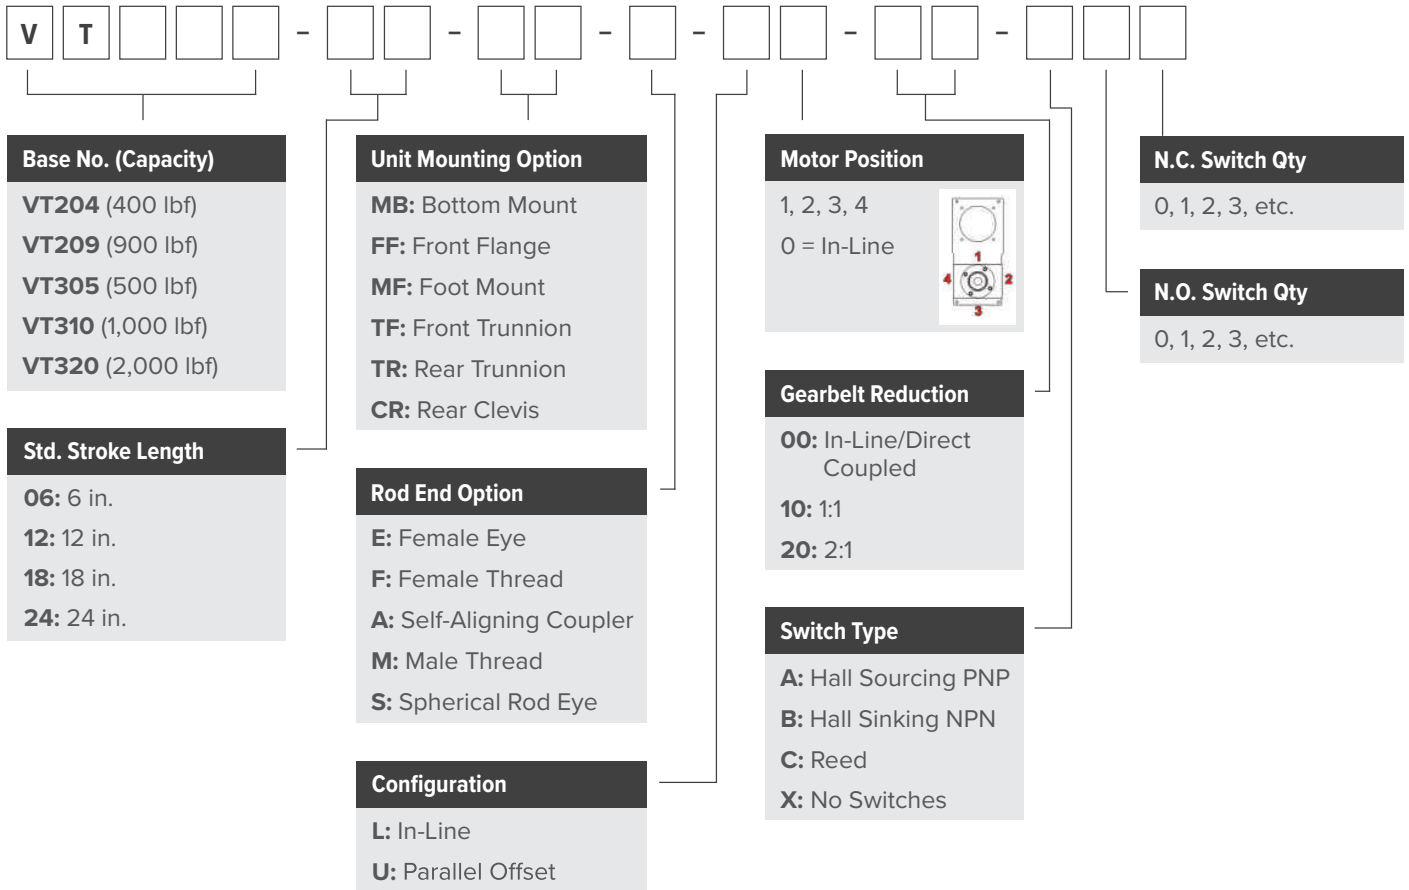 V T - - - - - -
Base No. (Capacity)
VT204 (400 lbf)
VT209 (900 lbf)
VT305 (500 lbf)
VT310 (1,000 lbf)
VT320 (2,000 lbf)
Std. Stroke Length
06: 6 in.
12: 12 in.
18: 18 in.
24: 24 in.
Unit Mounting Option
MB: Bottom Mount
FF: Front Flange
MF: Foot Mount
TF: Front Trunnion
TR: Rear Trunnion
CR: Rear Clevis
Rod End Option
E: Female Eye
F: Female Thread
A: Self-Aligning Coupler
M: Male Thread
S: Spherical Rod Eye
Configuration
L: In-Line
U: Parallel Offset
Motor Position
1, 2, 3, 4
0 = In-Line
1
4 2
3
Gearbelt Reduction
00: In-Line/Direct
Coupled
10: 1:1
20: 2:1
Switch Type
A: Hall Sourcing PNP
B: Hall Sinking NPN
C: Reed
X: No Switches
N.C. Switch Qty
0, 1, 2, 3, etc.
N.O. Switch Qty
0, 1, 2, 3, etc.